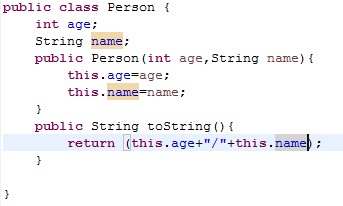 public class Person {
    int age;
    String name;
    public Person(int age,String name){
        this.age=age;
        this.name=name;
    }
    public String toString(){
        return (this.age+"/"+this.name);
    }

}